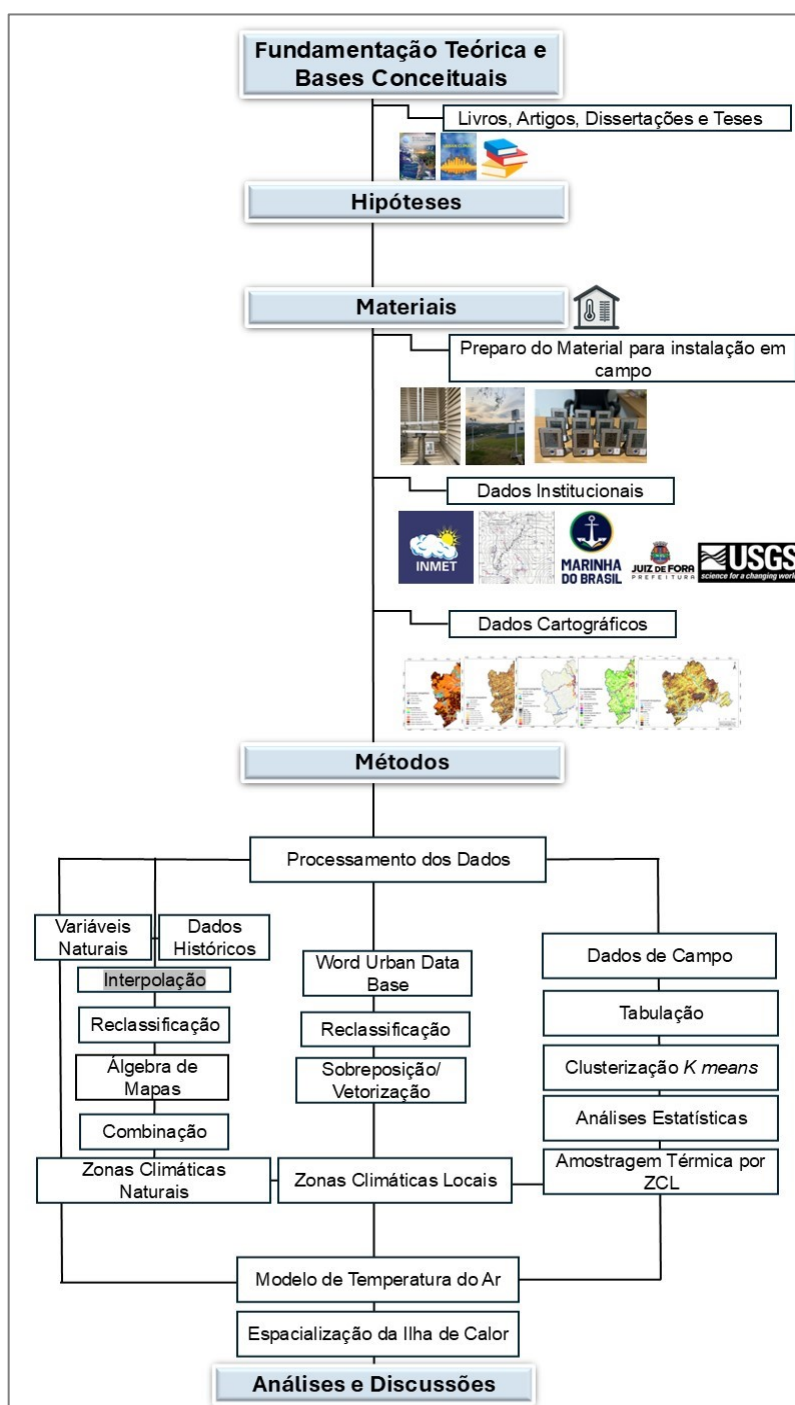 Fundamentação Teórica e
Bases Conceituais
Livros, Artigos, Dissertações e Teses
Hipóteses
Materiais
Preparo do Material para instalação em
campo
Dados Institucionais
INMET
MARINHA
DO BRASIL
JUIZ DE FORA
PREFEITURA
USGS
science for a changing world
Dados Cartográficos
Métodos
Processamento dos Dados
Variáveis
Naturais
Dados
Históricos
Interpolação
Reclassificação
Álgebra de
Mapas
Combinação
Zonas Climáticas
Naturais
Word Urban Data
Base
Reclassificação
Sobreposição/
Vetorização
Zonas Climáticas Locais
Dados de Campo
Tabulação
Clusterização K means
Análises Estatísticas
Amostragem Térmica por
ZCL
Modelo de Temperatura do Ar
Espacialização da Ilha de Calor
Análises e Discussões